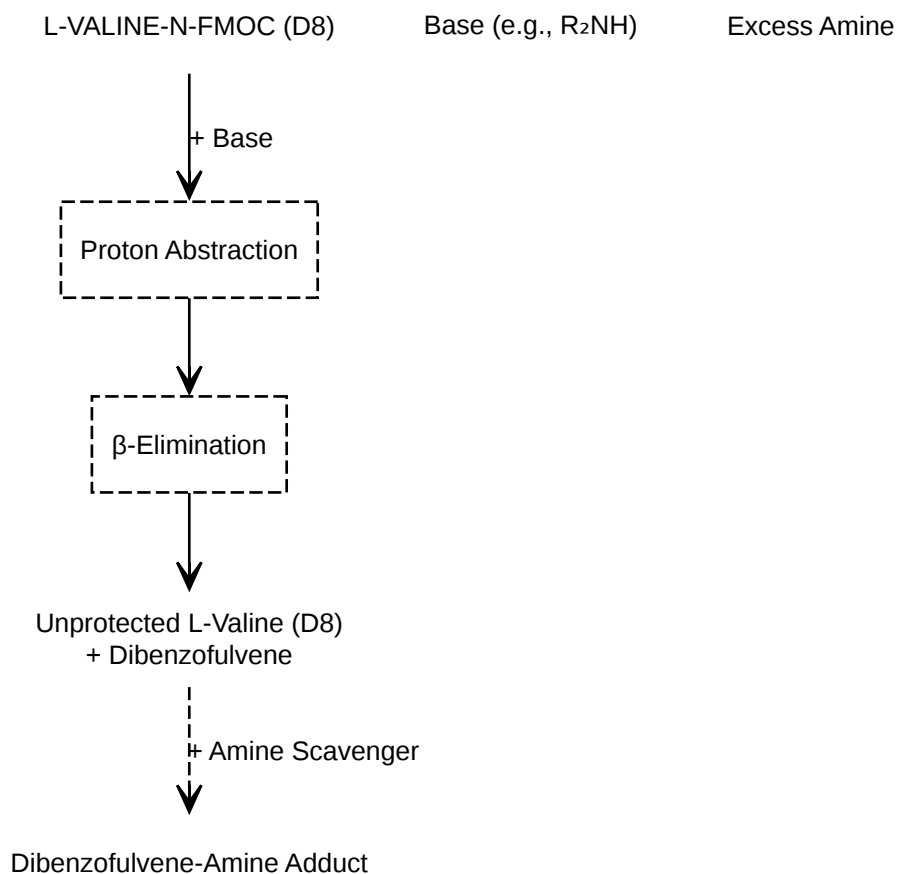 L-VALINE-N-FMOC (D8)
Base (e.g., R₂NH)
Excess Amine
+ Base
Proton Abstraction
β-Elimination
Unprotected L-Valine (D8)
+ Dibenzofulvene
+ Amine Scavenger
Dibenzofulvene-Amine Adduct